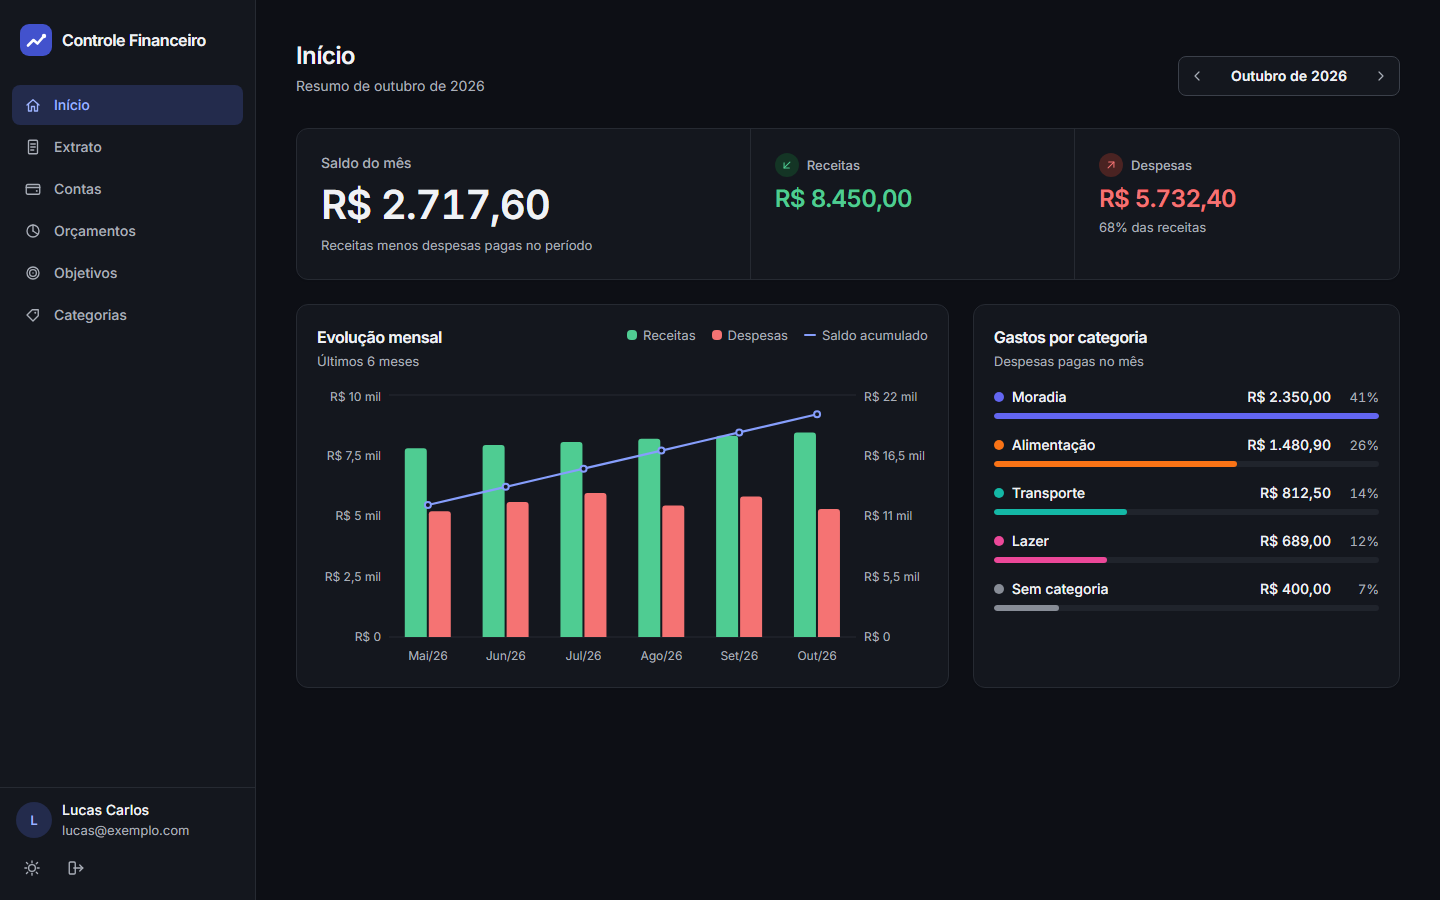 Controle Financeiro
Início
Extrato
Contas
Orçamentos
Objetivos
Categorias
L
Lucas Carlos
lucas@exemplo.com
Início
Resumo de outubro de 2026
Outubro de 2026
Saldo do mês
R$ 2.717,60
Receitas menos despesas pagas no período
Receitas
R$ 8.450,00
Despesas
R$ 5.732,40
68% das receitas
Evolução mensal
Últimos 6 meses
Receitas Despesas Saldo acumulado
R$ 10 mil R$ 22 mil
R$ 7,5 mil R$ 16,5 mil
R$ 5 mil R$ 11 mil
R$ 2,5 mil R$ 5,5 mil
R$ 0 R$ 0
Mai/26 Jun/26 Jul/26 Ago/26 Set/26 Out/26
Gastos por categoria
Despesas pagas no mês
Moradia R$ 2.350,00 41%
Alimentação R$ 1.480,90 26%
Transporte R$ 812,50 14%
Lazer R$ 689,00 12%
Sem categoria R$ 400,00 7%